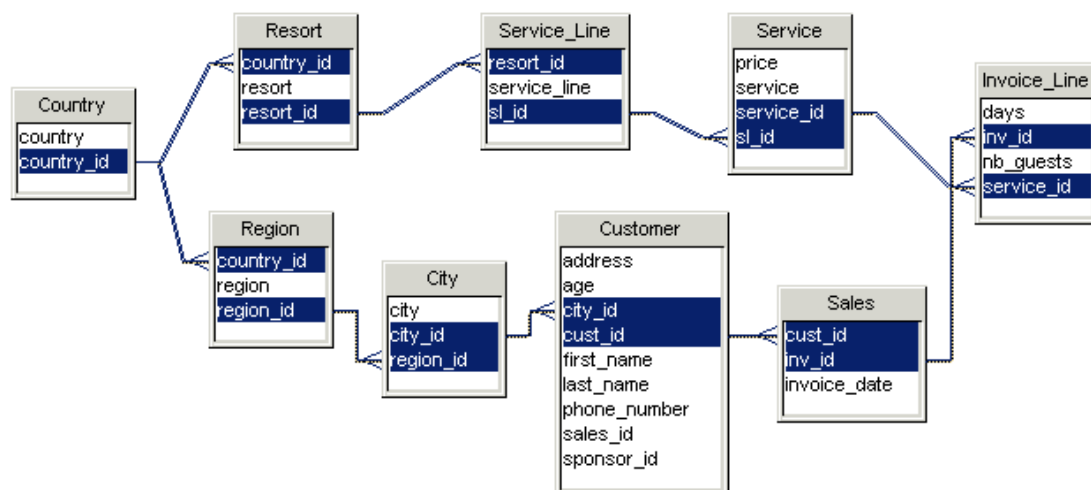 Country
country
country_id
Resort
country_id
resort
resort_id
Service_Line
resort_id
service_line
sl_id
Service
price
service
service_id
sl_id
Invoice_Line
days
inv_id
nb_guests
service_id
Region
country_id
region
region_id
City
city
city_id
region_id
Customer
address
age
city_id
cust_id
first_name
last_name
phone_number
sales_id
sponsor_id
Sales
cust_id
inv_id
invoice_date